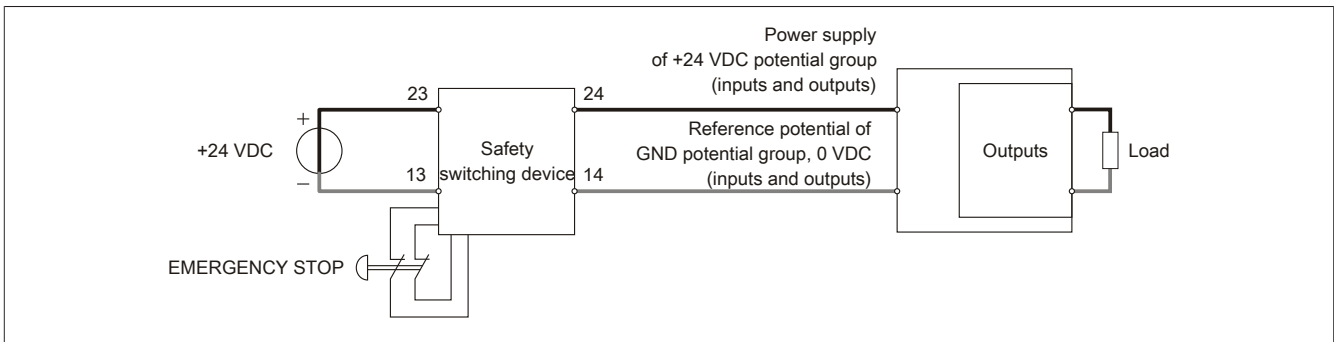 Power supply
of +24 VDC potential group
(inputs and outputs)
23
24
+
+24 VDC
−
Safety
switching device
Reference potential of
GND potential group, 0 VDC
(inputs and outputs)
Outputs
Load
13
14
EMERGENCY STOP